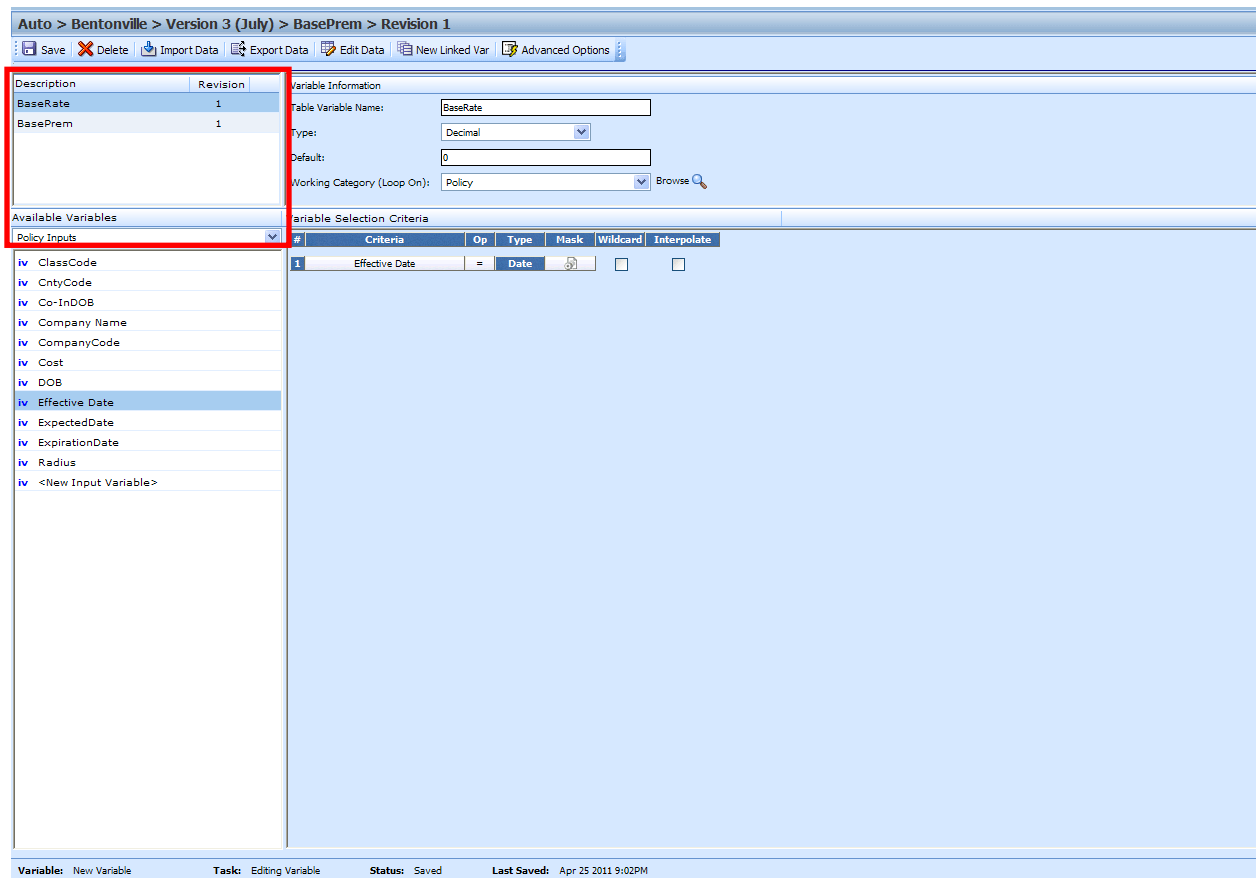 Auto > Bentonville > Version 3 (July) > BasePrem > Revision 1
Save Delete Import Data Export Data Edit Data New Linked Var Advanced Options
Description Revision
BaseRate 1
BasePrem 1
Variable Information
Table Variable Name: BaseRate
Type: Decimal
Default: 0
Working Category (Loop On): Policy Browse
Available Variables
Policy Inputs
iv ClassCode
iv CntyCode
iv Co-InDOB
iv Company Name
iv CompanyCode
iv Cost
iv DOB
iv Effective Date
iv ExpectedDate
iv ExpirationDate
iv Radius
iv <New Input Variable>
Variable Selection Criteria
# Criteria Op Type Mask Wildcard Interpolate
1 Effective Date = Date
Variable: New Variable Task: Editing Variable Status: Saved Last Saved: Apr 25 2011 9:02PM